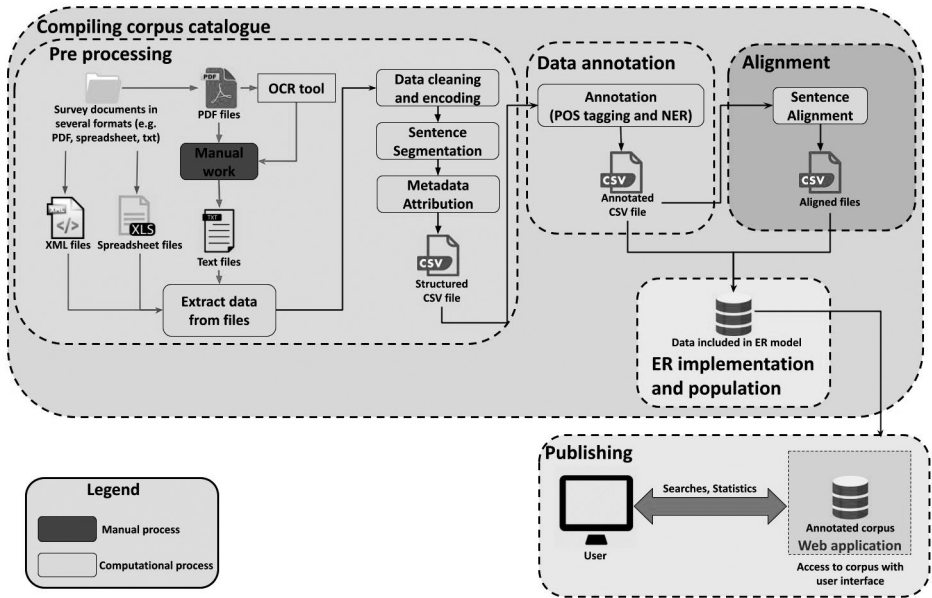 Compiling corpus catalogue
Pre processing
Survey documents in
several formats (e.g.
PDF, spreadsheet, txt)
PDF
PDF files
OCR tool
Manual
work
XML files
XLS
Spreadsheet files
TXT
Text files
Extract data
from files
Data cleaning
and encoding
Sentence
Segmentation
Metadata
Attribution
CSV
Structured
CSV file
Data annotation
Annotation
(POS tagging and NER)
CSV
Annotated
CSV file
Alignment
Sentence
Alignment
CSV
Aligned files
Data included in ER model
ER implementation
and population
Publishing
User
Searches, Statistics
Annotated corpus
Web application
Access to corpus with
user interface
Legend
Manual process
Computational process